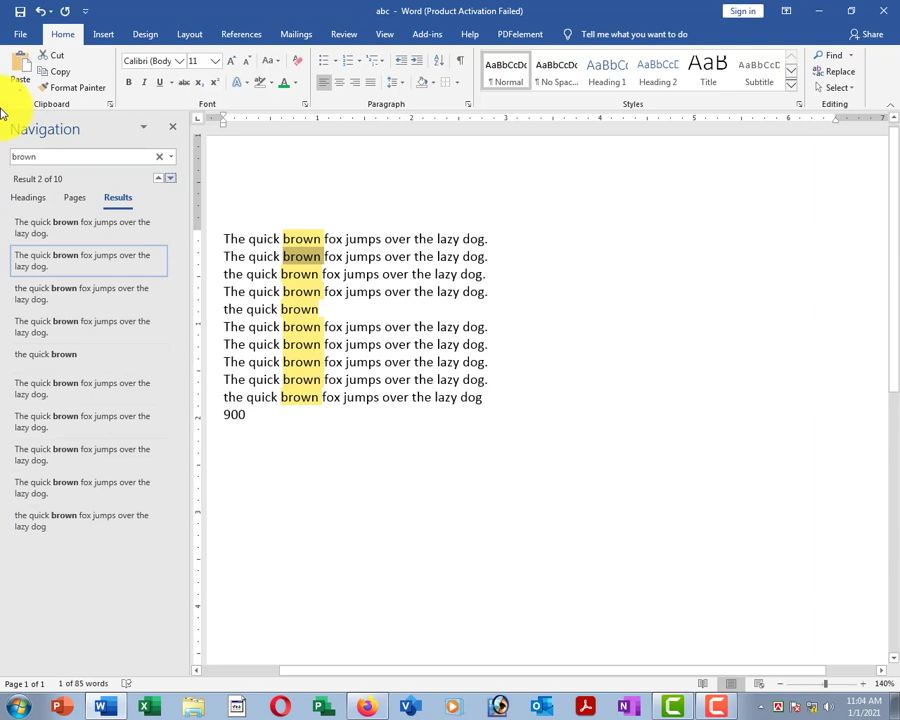 abc - Word (Product Activation Failed)
Sign in
File Home Insert Design Layout References Mailings Review View Add-ins Help PDFelement Tell me what you want to do Share
Paste
Cut
Copy
Format Painter
Clipboard
Calibri (Body 11
Font
Paragraph
AaBbCcDc AaBbCcDc AaBbC AaBbCcD AaB AaBbCcD
¶ Normal ¶ No Spac... Heading 1 Heading 2 Title Subtitle
Styles
Find
Replace
Select
Editing
Navigation
brown
Result 2 of 10
Headings Pages Results
The quick brown fox jumps over the
lazy dog.
The quick brown fox jumps over the
lazy dog.
the quick brown fox jumps over the
lazy dog.
The quick brown fox jumps over the
lazy dog.
the quick brown
The quick brown fox jumps over the
lazy dog.
The quick brown fox jumps over the
lazy dog.
The quick brown fox jumps over the
lazy dog.
The quick brown fox jumps over the
lazy dog.
the quick brown fox jumps over the
lazy dog
1 2 3 4 5 6 7
The quick brown fox jumps over the lazy dog.
The quick brown fox jumps over the lazy dog.
the quick brown fox jumps over the lazy dog.
The quick brown fox jumps over the lazy dog.
the quick brown
The quick brown fox jumps over the lazy dog.
The quick brown fox jumps over the lazy dog.
The quick brown fox jumps over the lazy dog.
The quick brown fox jumps over the lazy dog.
the quick brown fox jumps over the lazy dog
900
Page 1 of 1 1 of 85 words
140%
11:04 AM
1/1/2021